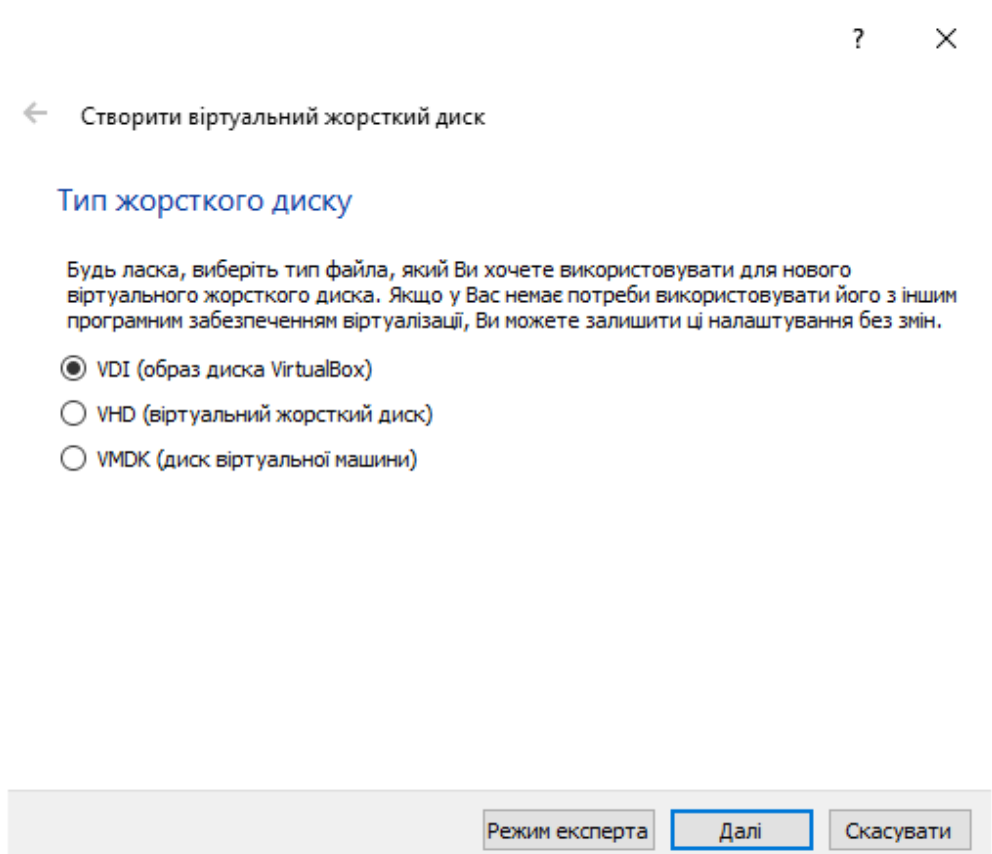 ?
Створити віртуальний жорсткий диск
Тип жорсткого диску
Будь ласка, виберіть тип файла, який Ви хочете використовувати для нового
віртуального жорсткого диска. Якщо у Вас немає потреби використовувати його з іншим
програмним забезпеченням віртуалізації, Ви можете залишити ці налаштування без змін.
VDI (образ диска VirtualBox)
VHD (віртуальний жорсткий диск)
VMDK (диск віртуальної машини)
Режим експерта Далі Скасувати